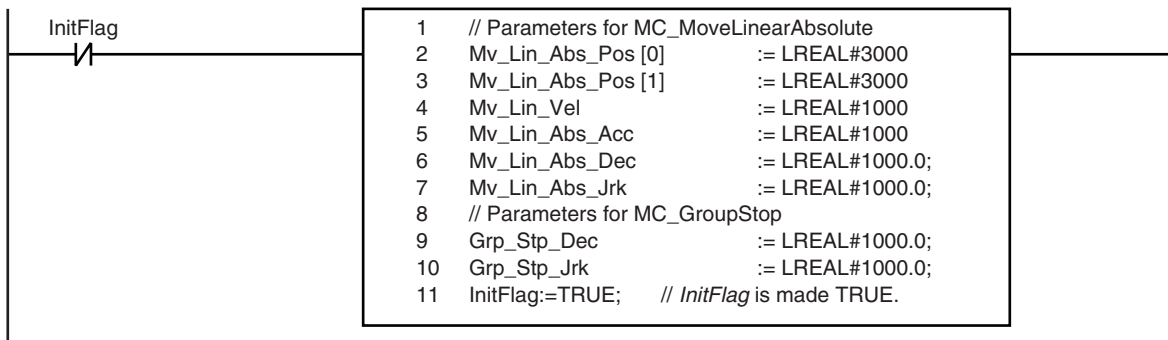 InitFlag
1 // Parameters for MC_MoveLinearAbsolute
2 Mv_Lin_Abs_Pos [0] := LREAL#3000
3 Mv_Lin_Abs_Pos [1] := LREAL#3000
4 Mv_Lin_Vel := LREAL#1000
5 Mv_Lin_Abs_Acc := LREAL#1000
6 Mv_Lin_Abs_Dec := LREAL#1000.0;
7 Mv_Lin_Abs_Jrk := LREAL#1000.0;
8 // Parameters for MC_GroupStop
9 Grp_Stp_Dec := LREAL#1000.0;
10 Grp_Stp_Jrk := LREAL#1000.0;
11 InitFlag:=TRUE; // InitFlag is made TRUE.